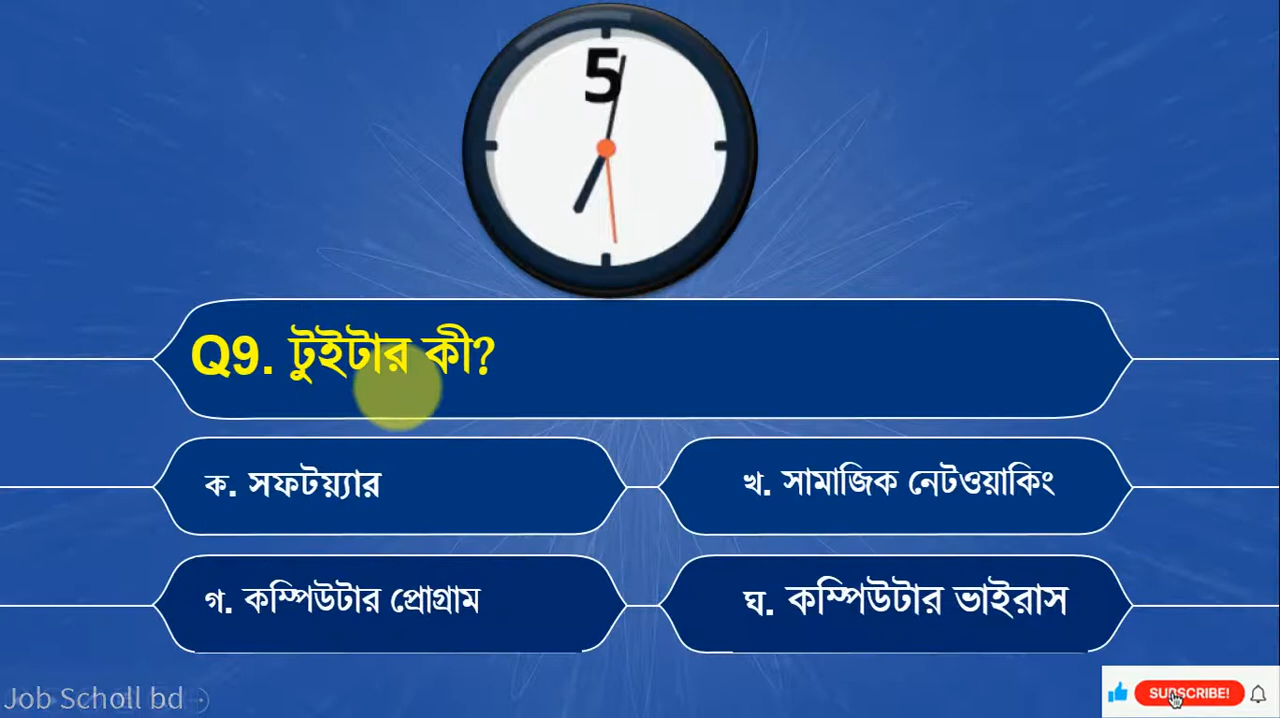 5
Q9. টুইটার কী?
ক. সফটয়্যার
খ. সামাজিক নেটওয়াকিং
গ. কম্পিউটার প্রোগ্রাম
ঘ. কম্পিউটার ভাইরাস
Job Scholl bd
SUBSCRIBE!